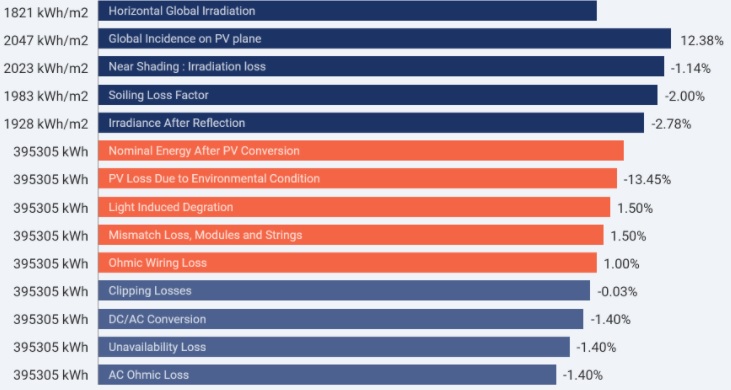 1821 kWh/m2 Horizontal Global Irradiation
2047 kWh/m2 Global Incidence on PV plane 12.38%
2023 kWh/m2 Near Shading : Irradiation loss -1.14%
1983 kWh/m2 Soiling Loss Factor -2.00%
1928 kWh/m2 Irradiance After Reflection -2.78%
395305 kWh Nominal Energy After PV Conversion
395305 kWh PV Loss Due to Environmental Condition -13.45%
395305 kWh Light Induced Degration 1.50%
395305 kWh Mismatch Loss, Modules and Strings 1.50%
395305 kWh Ohmic Wiring Loss 1.00%
395305 kWh Clipping Losses -0.03%
395305 kWh DC/AC Conversion -1.40%
395305 kWh Unavailability Loss -1.40%
395305 kWh AC Ohmic Loss -1.40%